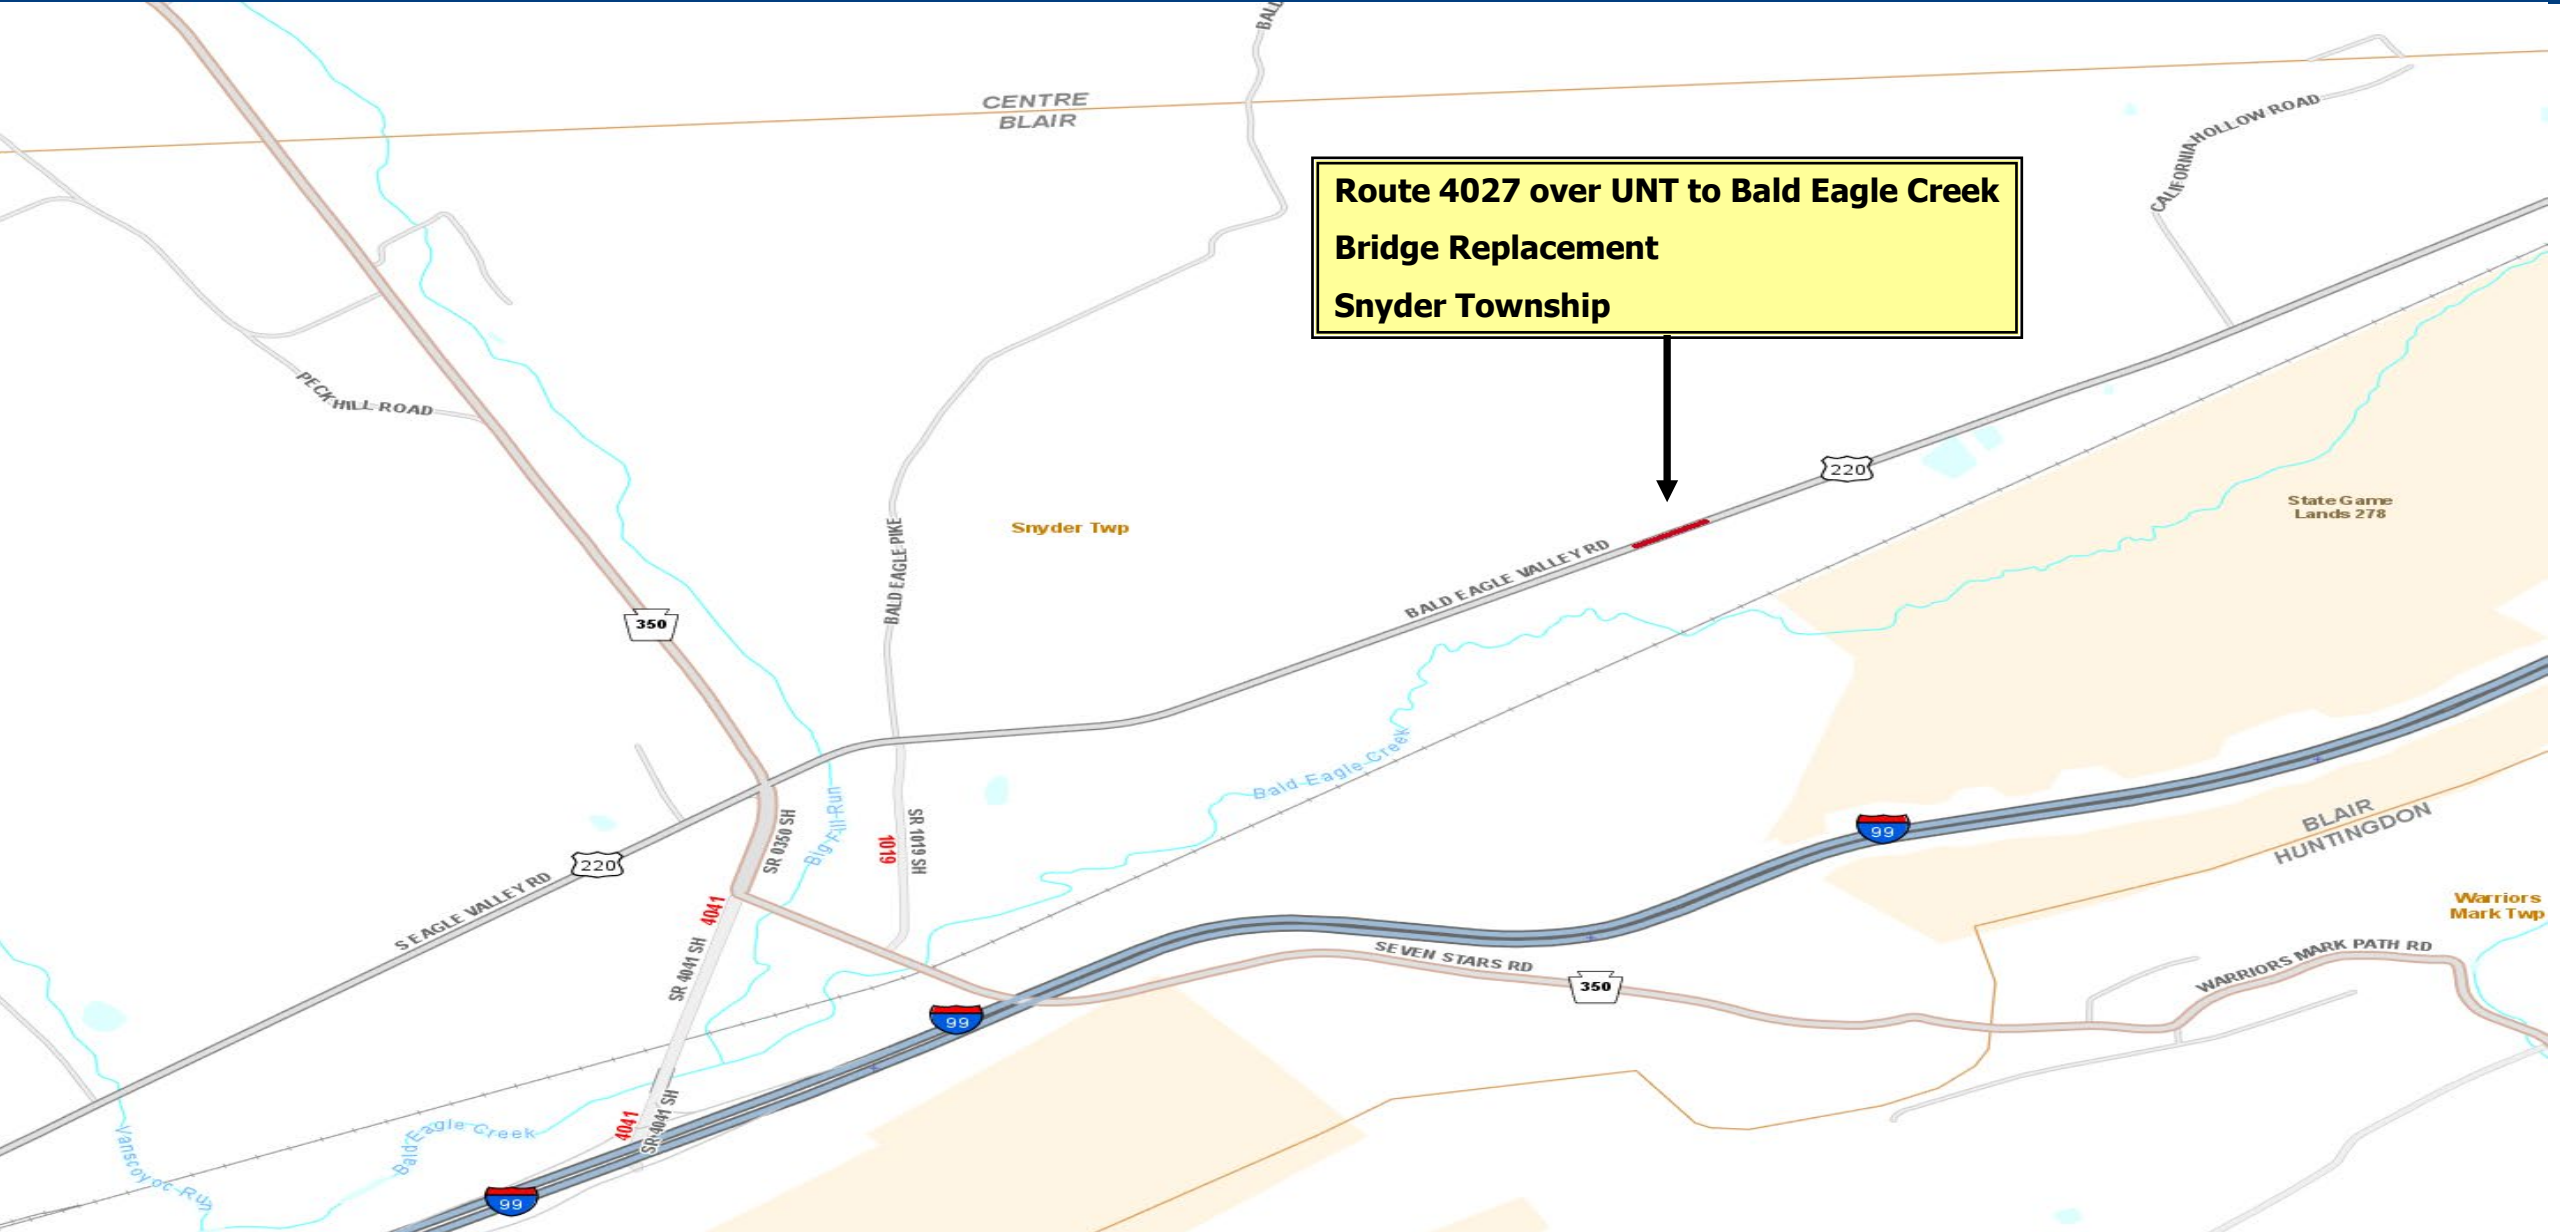 BALD
CENTRE
BLAIR
CALIFORNIA HOLLOW ROAD
Route 4027 over UNT to Bald Eagle Creek
Bridge Replacement
Snyder Township
PECK HILL ROAD
220
State Game
Lands 278
Snyder Twp
BALD EAGLE PIKE
BALD EAGLE VALLEY RD
350
Bald Eagle Creek
SR 0350 SH
Big Fill Run
1019
SR 1019 SH
99
BLAIR
HUNTINGDON
220
S EAGLE VALLEY RD
4041
SR 4041 SH
Warriors
Mark Twp
SEVEN STARS RD
350
WARRIORS MARK PATH RD
99
4041
SR 4041 SH
Bald Eagle Creek
Vanscoyoc Run
99